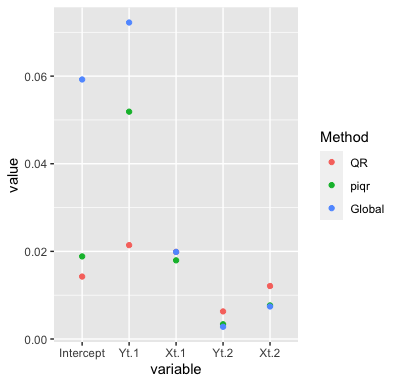 0.06
0.04
0.02
0.00
value
Intercept Yt.1 Xt.1 Yt.2 Xt.2
variable
Method
QR
piqr
Global